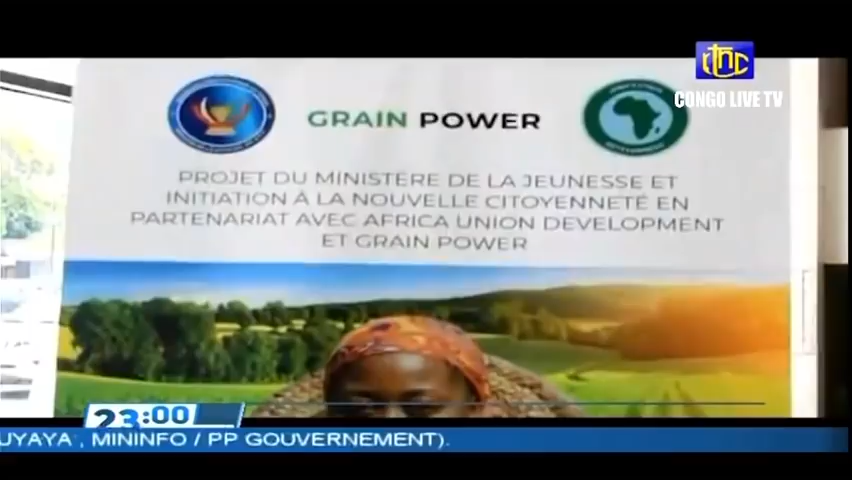 rtnc
CONGO LIVE TV
GRAIN POWER
PROJET DU MINISTERE DE LA JEUNESSE ET
INITIATION À LA NOUVELLE CITOYENNETÉ EN
PARTENARIAT AVEC AFRICA UNION DEVELOPMENT
ET GRAIN POWER
23:00
UYAYA', MININFO / PP GOUVERNEMENT).